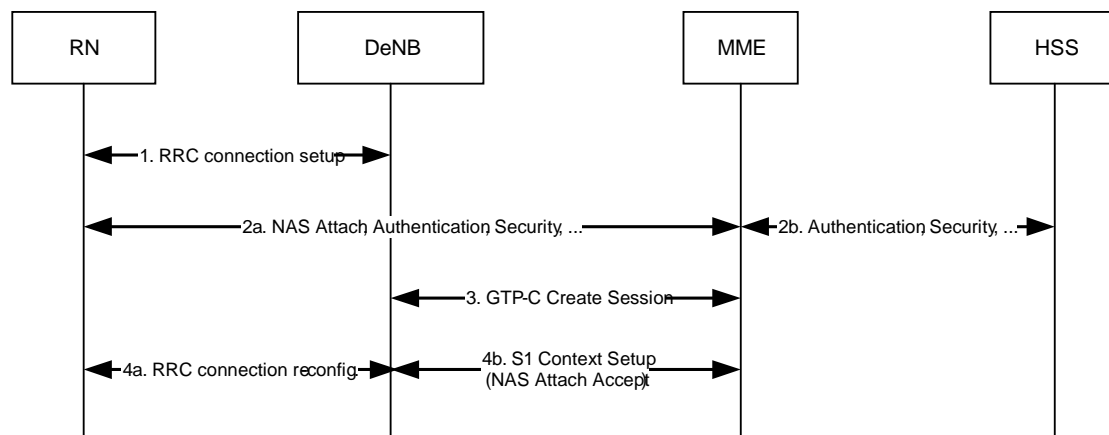 RN
DeNB
MME
HSS
1. RRC connection setup
2a. NAS Attach, Authentication, Security, ...
2b. Authentication, Security, ...
3. GTP-C Create Session
4a. RRC connection reconfig.
4b. S1 Context Setup
(NAS Attach Accept)